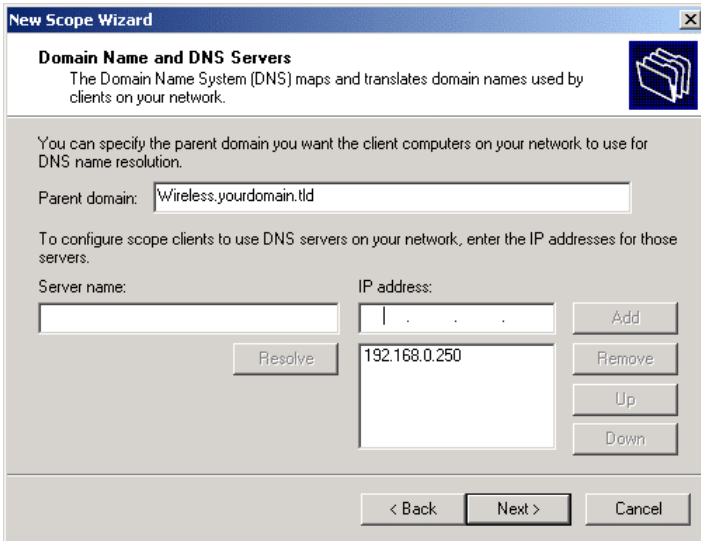 New Scope Wizard
Domain Name and DNS Servers
The Domain Name System (DNS) maps and translates domain names used by
clients on your network.
You can specify the parent domain you want the client computers on your network to use for
DNS name resolution.
Parent domain: Wireless.yourdomain.tld
To configure scope clients to use DNS servers on your network, enter the IP addresses for those
servers.
Server name: IP address:
. . . Add
Resolve 192.168.0.250 Remove
Up
Down
< Back Next > Cancel